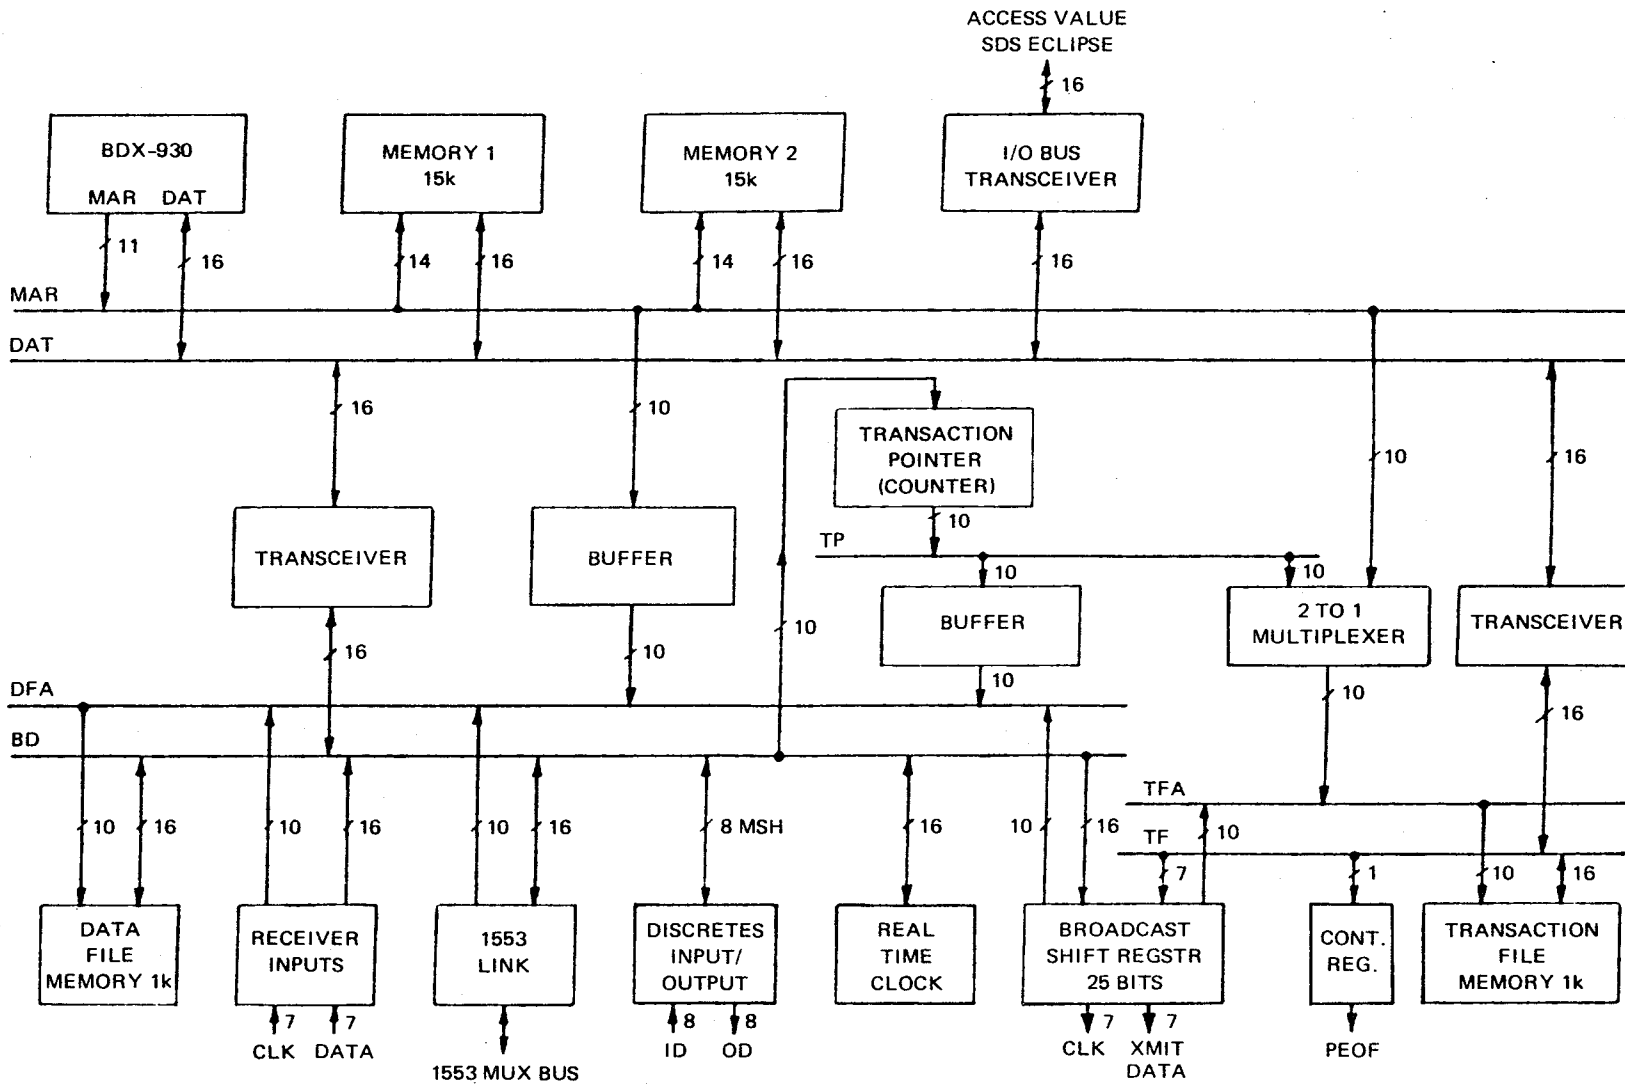 ACCESS VALUE
SDS ECLIPSE
16
BDX-930
MAR DAT
MEMORY 1
15k
MEMORY 2
15k
I/O BUS
TRANSCEIVER
11
16
14
16
14
16
16
MAR
DAT
16
10
TRANSACTION
POINTER
(COUNTER)
10
16
10
TP
TRANSCEIVER
BUFFER
10
10
BUFFER
2 TO 1
MULTIPLEXER
TRANSCEIVER
16
10
10
10
10
16
DFA
BD
TFA
TF
10
16
10
16
10
16
8 MSH
16
10
16
7
10
1
10
16
DATA
FILE
MEMORY 1k
RECEIVER
INPUTS
1553
LINK
DISCRETES
INPUT/
OUTPUT
REAL
TIME
CLOCK
BROADCAST
SHIFT REGSTR
25 BITS
CONT.
REG.
TRANSACTION
FILE
MEMORY 1k
7
7
8
8
7
7
CLK DATA
1553 MUX BUS
ID OD
CLK XMIT
DATA
PEOF